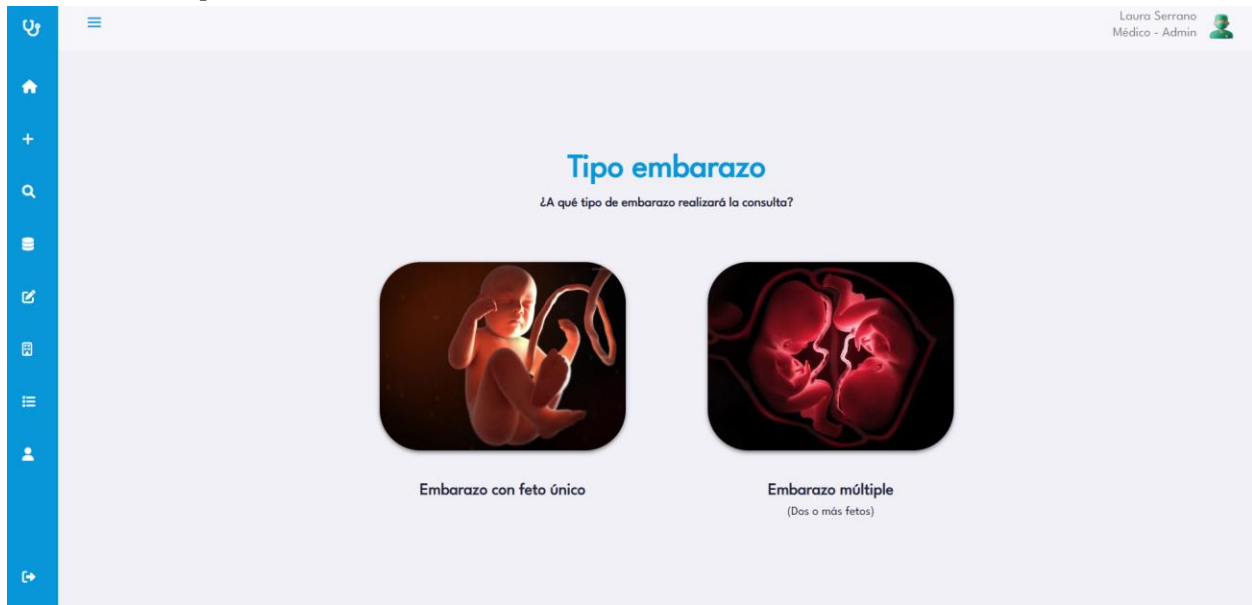 Laura Serrano
Médico - Admin
Tipo embarazo
¿A qué tipo de embarazo realizará la consulta?
Embarazo con feto único
Embarazo múltiple
(Dos o más fetos)